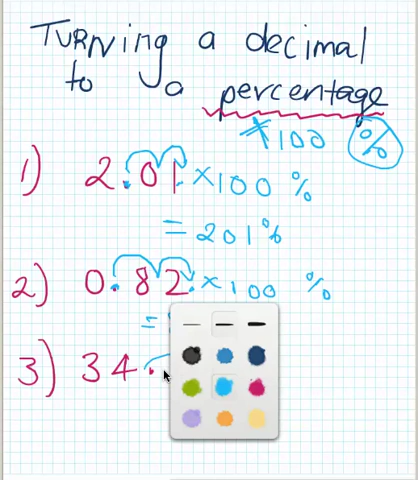 Turning a decimal
to a percentage
*100 %
1) 2.01 × 100 %
= 201%
2) 0.82 × 100 %
=
3) 34.